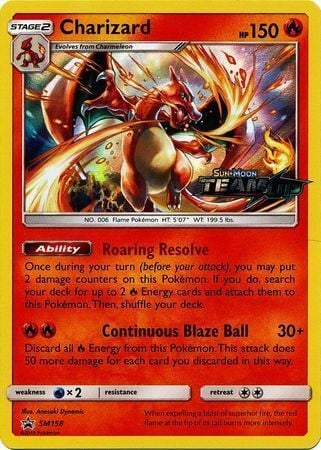 STAGE2 Charizard HP 150
Evolves from Charmeleon
SUN & MOON
TEAM UP
NO. 006 Flame Pokémon HT: 5'07" WT: 199.5 lbs.
Ability Roaring Resolve
Once during your turn (before your attack), you may put
2 damage counters on this Pokémon. If you do, search
your deck for up to 2 Energy cards and attach them to
this Pokémon. Then, shuffle your deck.
Continuous Blaze Ball 30+
Discard all Energy from this Pokémon. This attack does
50 more damage for each card you discarded in this way.
weakness ×2 resistance retreat
Illus. Anesaki Dynamic
SM158
©2019 Pokémon
When expelling a blast of superhot fire, the red
flame at the tip of its tail burns more intensely.